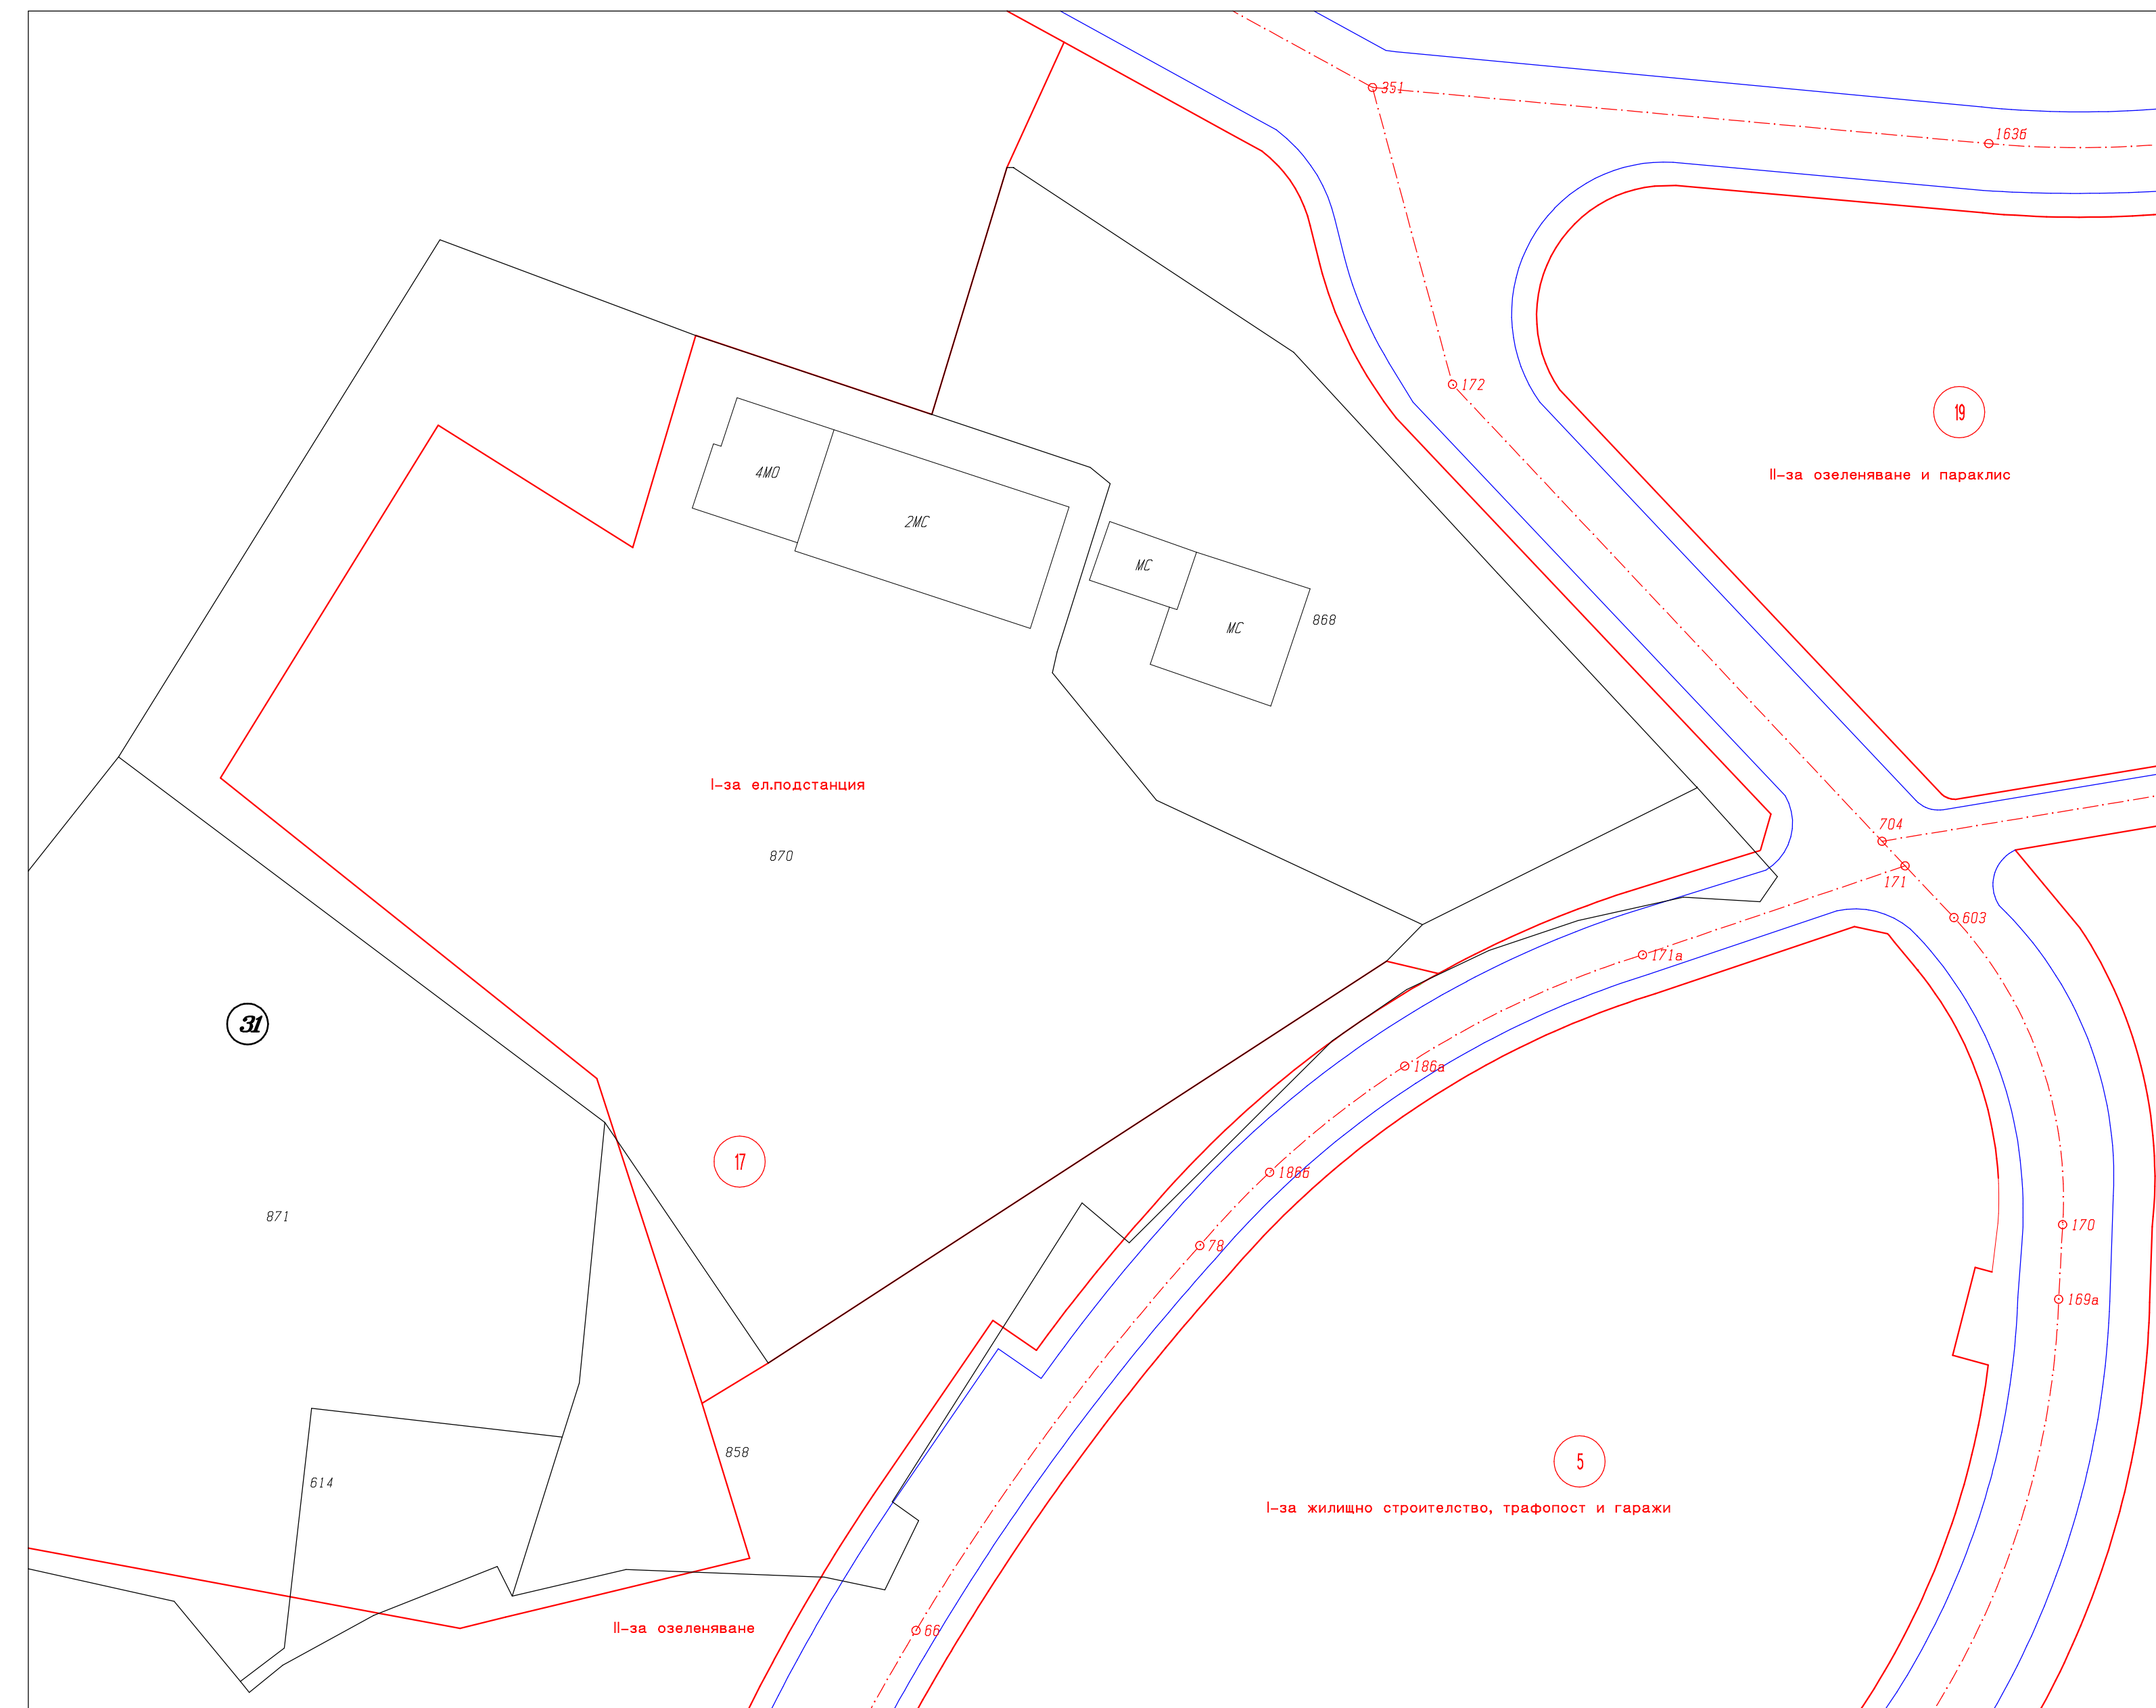 351
163б
172
19
II-за озеленяване и параклис
4МО
2МС
МС
868
МС
I-за ел.подстанция
704
870
171
603
171а
31
186а
17
186б
871
170
78
169а
858
5
614
I-за жилищно строителство, трафопост и гаражи
II-за озеленяване
66